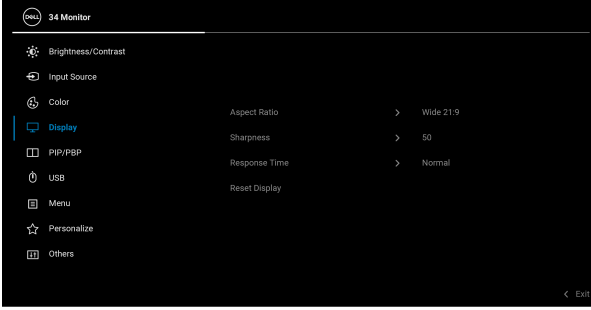 DELL
34 Monitor
Brightness/Contrast
Input Source
Color
Aspect Ratio > Wide 21:9
Display
Sharpness > 50
PIP/PBP
Response Time > Normal
USB
Reset Display
Menu
Personalize
Others
< Exit